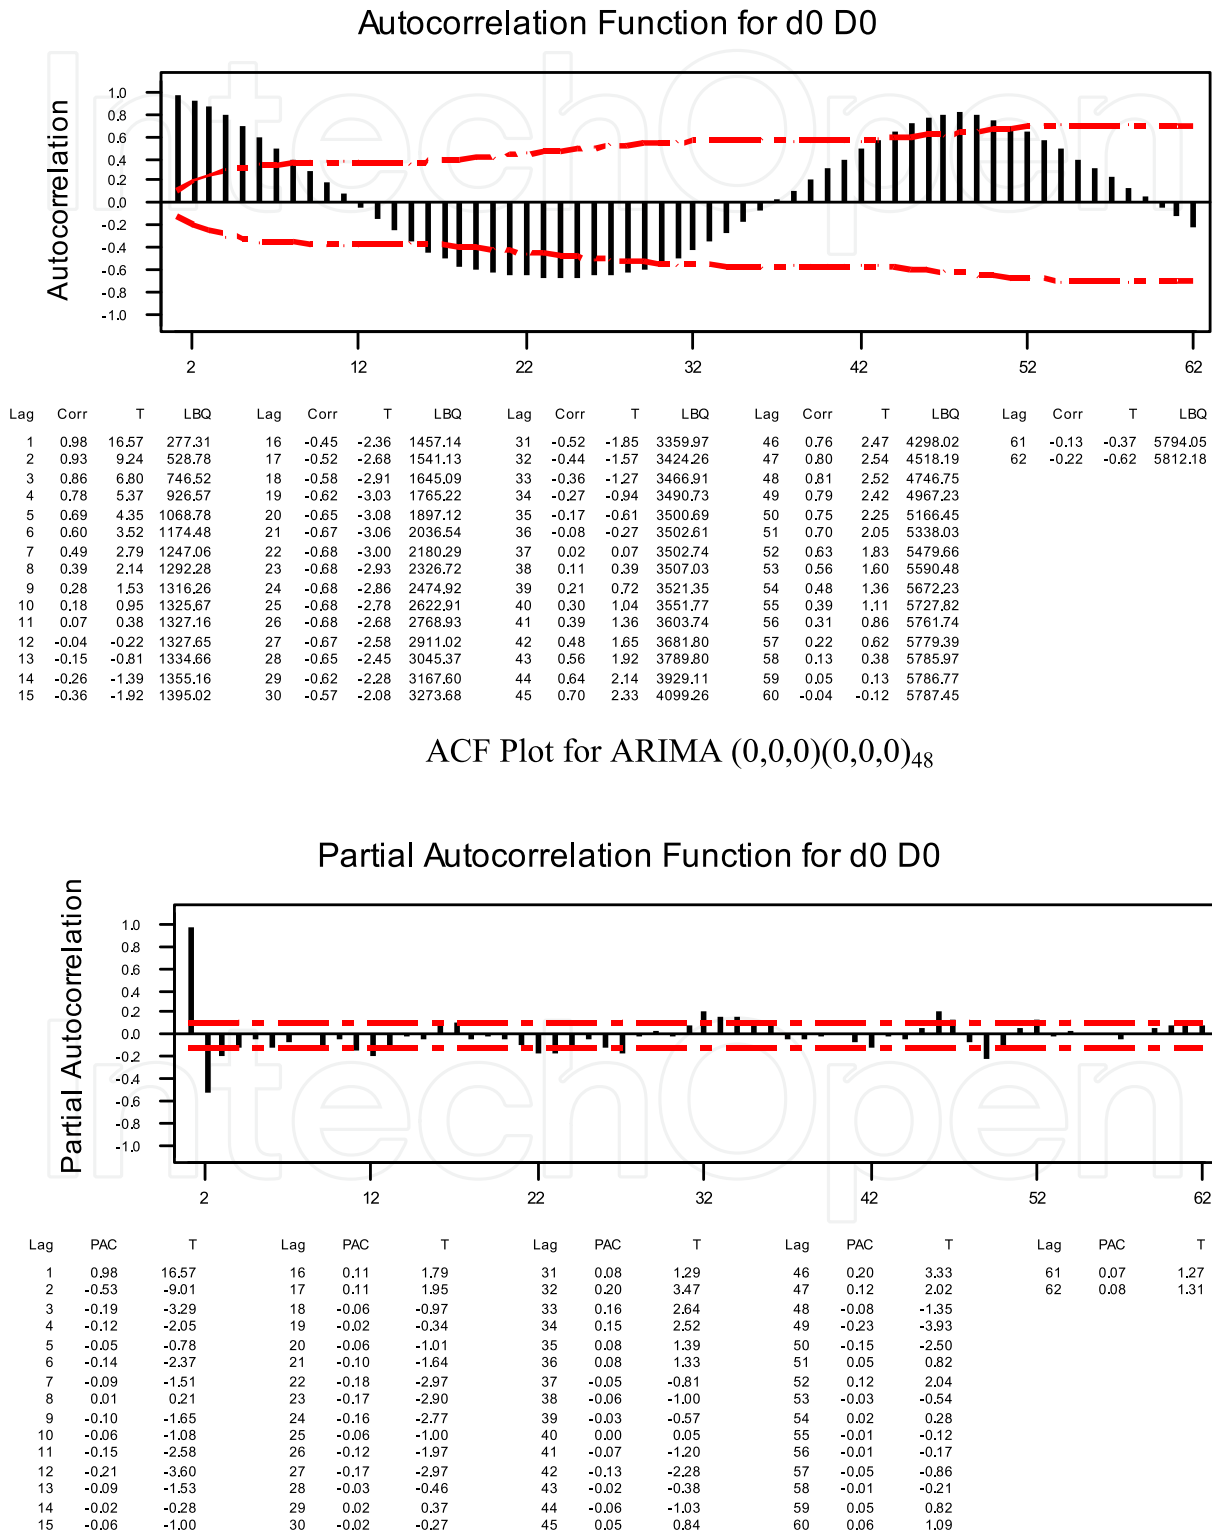 Autocorrelation Function for d0 D0
IntechOpen
Autocorrelation
1.0
0.8
0.6
0.4
0.2
0.0
-0.2
-0.4
-0.6
-0.8
-1.0
2 12 22 32 42 52 62
Lag Corr T LBQ Lag Corr T LBQ Lag Corr T LBQ Lag Corr T LBQ Lag Corr T LBQ
1 0.98 16.57 277.31 16 -0.45 -2.36 1457.14 31 -0.52 -1.85 3359.97 46 0.76 2.47 4298.02 61 -0.13 -0.37 5794.05
2 0.93 9.24 528.78 17 -0.52 -2.68 1541.13 32 -0.44 -1.57 3424.26 47 0.80 2.54 4518.19 62 -0.22 -0.62 5812.18
3 0.86 6.80 746.52 18 -0.58 -2.91 1645.09 33 -0.36 -1.27 3466.91 48 0.81 2.52 4746.75
4 0.78 5.37 926.57 19 -0.62 -3.03 1765.22 34 -0.27 -0.94 3490.73 49 0.79 2.42 4967.23
5 0.69 4.35 1068.78 20 -0.65 -3.08 1897.12 35 -0.17 -0.61 3500.69 50 0.75 2.25 5166.45
6 0.60 3.52 1174.48 21 -0.67 -3.06 2036.54 36 -0.08 -0.27 3502.61 51 0.70 2.05 5338.03
7 0.49 2.79 1247.06 22 -0.68 -3.00 2180.29 37 0.02 0.07 3502.74 52 0.63 1.83 5479.66
8 0.39 2.14 1292.28 23 -0.68 -2.93 2326.72 38 0.11 0.39 3507.03 53 0.56 1.60 5590.48
9 0.28 1.53 1316.26 24 -0.68 -2.86 2474.92 39 0.21 0.72 3521.35 54 0.48 1.36 5672.23
10 0.18 0.95 1325.67 25 -0.68 -2.78 2622.91 40 0.30 1.04 3551.77 55 0.39 1.11 5727.82
11 0.07 0.38 1327.16 26 -0.68 -2.68 2768.93 41 0.39 1.36 3603.74 56 0.31 0.86 5761.74
12 -0.04 -0.22 1327.65 27 -0.67 -2.58 2911.02 42 0.48 1.65 3681.80 57 0.22 0.62 5779.39
13 -0.15 -0.81 1334.66 28 -0.65 -2.45 3045.37 43 0.56 1.92 3789.80 58 0.13 0.38 5785.97
14 -0.26 -1.39 1355.16 29 -0.62 -2.28 3167.60 44 0.64 2.14 3929.11 59 0.05 0.13 5786.77
15 -0.36 -1.92 1395.02 30 -0.57 -2.08 3273.68 45 0.70 2.33 4099.26 60 -0.04 -0.12 5787.45
ACF Plot for ARIMA (0,0,0)(0,0,0)48
Partial Autocorrelation Function for d0 D0
Partial Autocorrelation
1.0
0.8
0.6
0.4
0.2
0.0
-0.2
-0.4
-0.6
-0.8
-1.0
IntechOpen
2 12 22 32 42 52 62
Lag PAC T Lag PAC T Lag PAC T Lag PAC T Lag PAC T
1 0.98 16.57 16 0.11 1.79 31 0.08 1.29 46 0.20 3.33 61 0.07 1.27
2 -0.53 -9.01 17 0.11 1.95 32 0.20 3.47 47 0.12 2.02 62 0.08 1.31
3 -0.19 -3.29 18 -0.06 -0.97 33 0.16 2.64 48 -0.08 -1.35
4 -0.12 -2.05 19 -0.02 -0.34 34 0.15 2.52 49 -0.23 -3.93
5 -0.05 -0.78 20 -0.06 -1.01 35 0.08 1.39 50 -0.15 -2.50
6 -0.14 -2.37 21 -0.10 -1.64 36 0.08 1.33 51 0.05 0.82
7 -0.09 -1.51 22 -0.18 -2.97 37 -0.05 -0.81 52 0.12 2.04
8 0.01 0.21 23 -0.17 -2.90 38 -0.06 -1.00 53 -0.03 -0.54
9 -0.10 -1.65 24 -0.16 -2.77 39 -0.03 -0.57 54 0.02 0.28
10 -0.06 -1.08 25 -0.06 -1.00 40 0.00 0.05 55 -0.01 -0.12
11 -0.15 -2.58 26 -0.12 -1.97 41 -0.07 -1.20 56 -0.01 -0.17
12 -0.21 -3.60 27 -0.17 -2.97 42 -0.13 -2.28 57 -0.05 -0.86
13 -0.09 -1.53 28 -0.03 -0.46 43 -0.02 -0.38 58 -0.01 -0.21
14 -0.02 -0.28 29 0.02 0.37 44 -0.06 -1.03 59 0.05 0.82
15 -0.06 -1.00 30 -0.02 -0.27 45 0.05 0.84 60 0.06 1.09